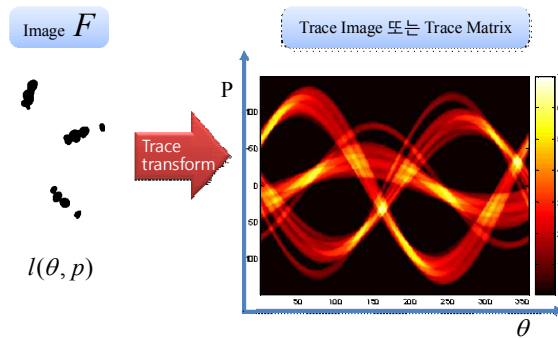 Image F
Trace Image 또는 Trace Matrix
P
Trace
transform
100
50
0
50
100
l(θ, p)
50
100
150
200
250
300
350
θ